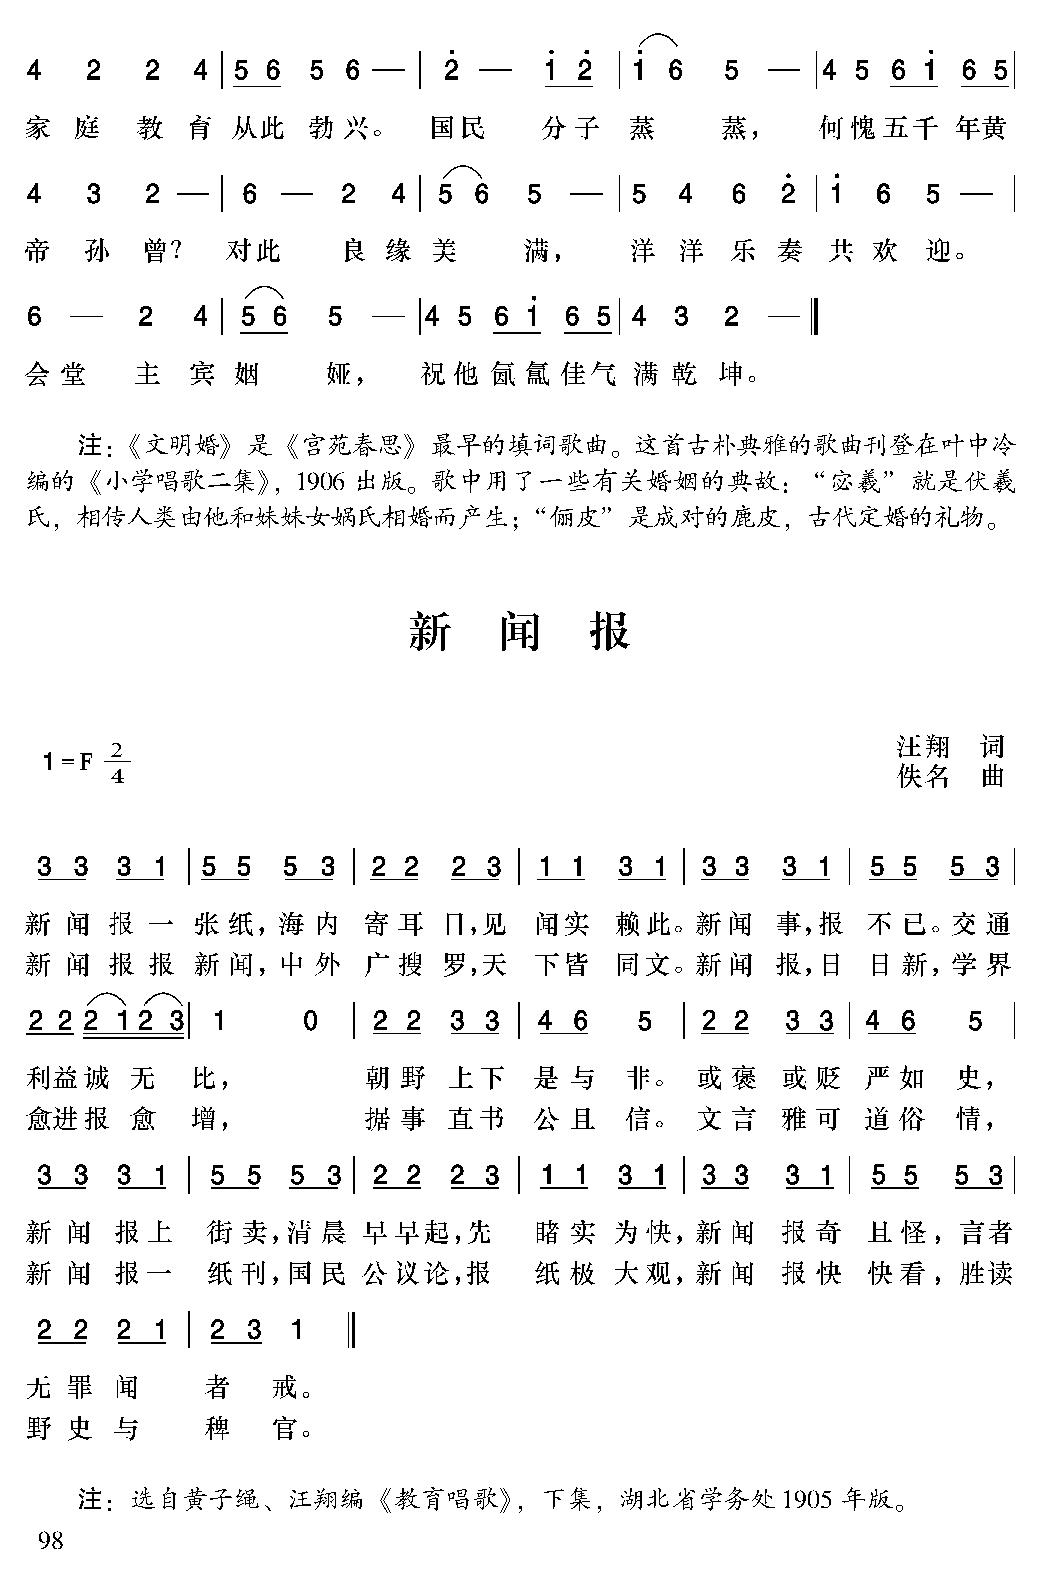 4 2 2 4 | 5 6 5 6 — | 2̇ — 1̇ 2̇ | 1̇ 6 5 — | 4 5 6 1̇ 6 5 |
家庭教育从此勃兴。国民分子蒸蒸，何愧五千年黄
4 3 2 — | 6 — 2 4 | 5 6 5 — | 5 4 6 2̇ | 1̇ 6 5 — |
帝孙曾？对此良缘美满，洋洋乐奏共欢迎。
6 — 2 4 | 5 6 5 — | 4 5 6 1̇ 6 5 | 4 3 2 — ‖
会堂主宾姻娅，祝他氤氲佳气满乾坤。
注：《文明婚》是《宫苑春思》最早的填词歌曲。这首古朴典雅的歌曲刊登在叶中冷
编的《小学唱歌二集》，1906 出版。歌中用了一些有关婚姻的典故：“宓羲”就是伏羲
氏，相传人类由他和妹妹女娲氏相婚而产生；“俪皮”是成对的鹿皮，古代定婚的礼物。
新闻报
1=F 2/4
汪翔 词
佚名 曲
3 3 3 1 | 5 5 5 3 | 2 2 2 3 | 1 1 3 1 | 3 3 3 1 | 5 5 5 3 |
新闻报一张纸，海内寄耳目，见闻实赖此。新闻事，报不已。交通
新闻报报新闻，中外广搜罗，天下皆同文。新闻报，日日新，学界
2 2 2 1 2 3 | 1 0 | 2 2 3 3 | 4 6 5 | 2 2 3 3 | 4 6 5 |
利益诚无比，朝野上下是与非。或褒或贬严如史，
愈进报愈增，据事直书公且信。文言雅可道俗情，
3 3 3 1 | 5 5 5 3 | 2 2 2 3 | 1 1 3 1 | 3 3 3 1 | 5 5 5 3 |
新闻报上街卖，清晨早早起，先睹实为快，新闻报奇且怪，言者
新闻报一纸刊，国民公议论，报纸极大观，新闻报快快看，胜读
2 2 2 1 | 2 3 1 ‖
无罪闻者戒。
野史与稗官。
注：选自黄子绳、汪翔编《教育唱歌》，下集，湖北省学务处 1905 年版。
98